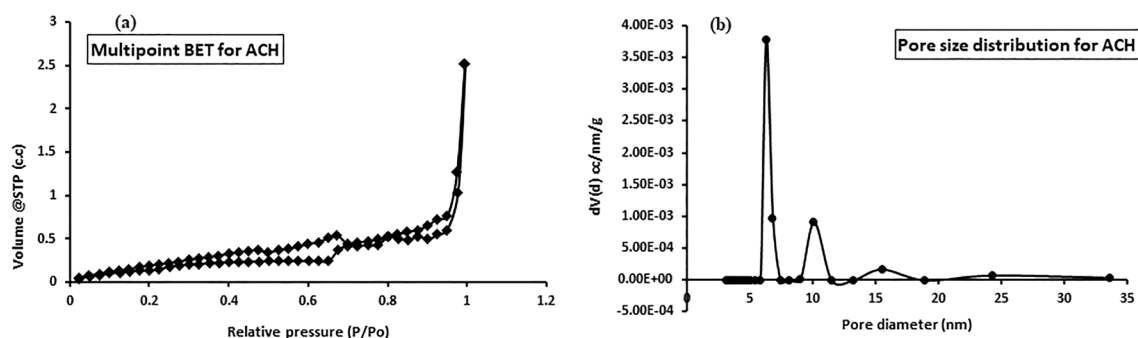 (a)
Multipoint BET for ACH
Volume @STP (c.c)
2.5
2
1.5
1
0.5
0
0 0.2 0.4 0.6 0.8 1 1.2
Relative pressure (P/Po)
(b)
Pore size distribution for ACH
dV(d) cc/nm/g
4.00E-03
3.50E-03
3.00E-03
2.50E-03
2.00E-03
1.50E-03
1.00E-03
5.00E-04
0.00E+00
-5.00E-04
0 5 10 15 20 25 30 35
Pore diameter (nm)